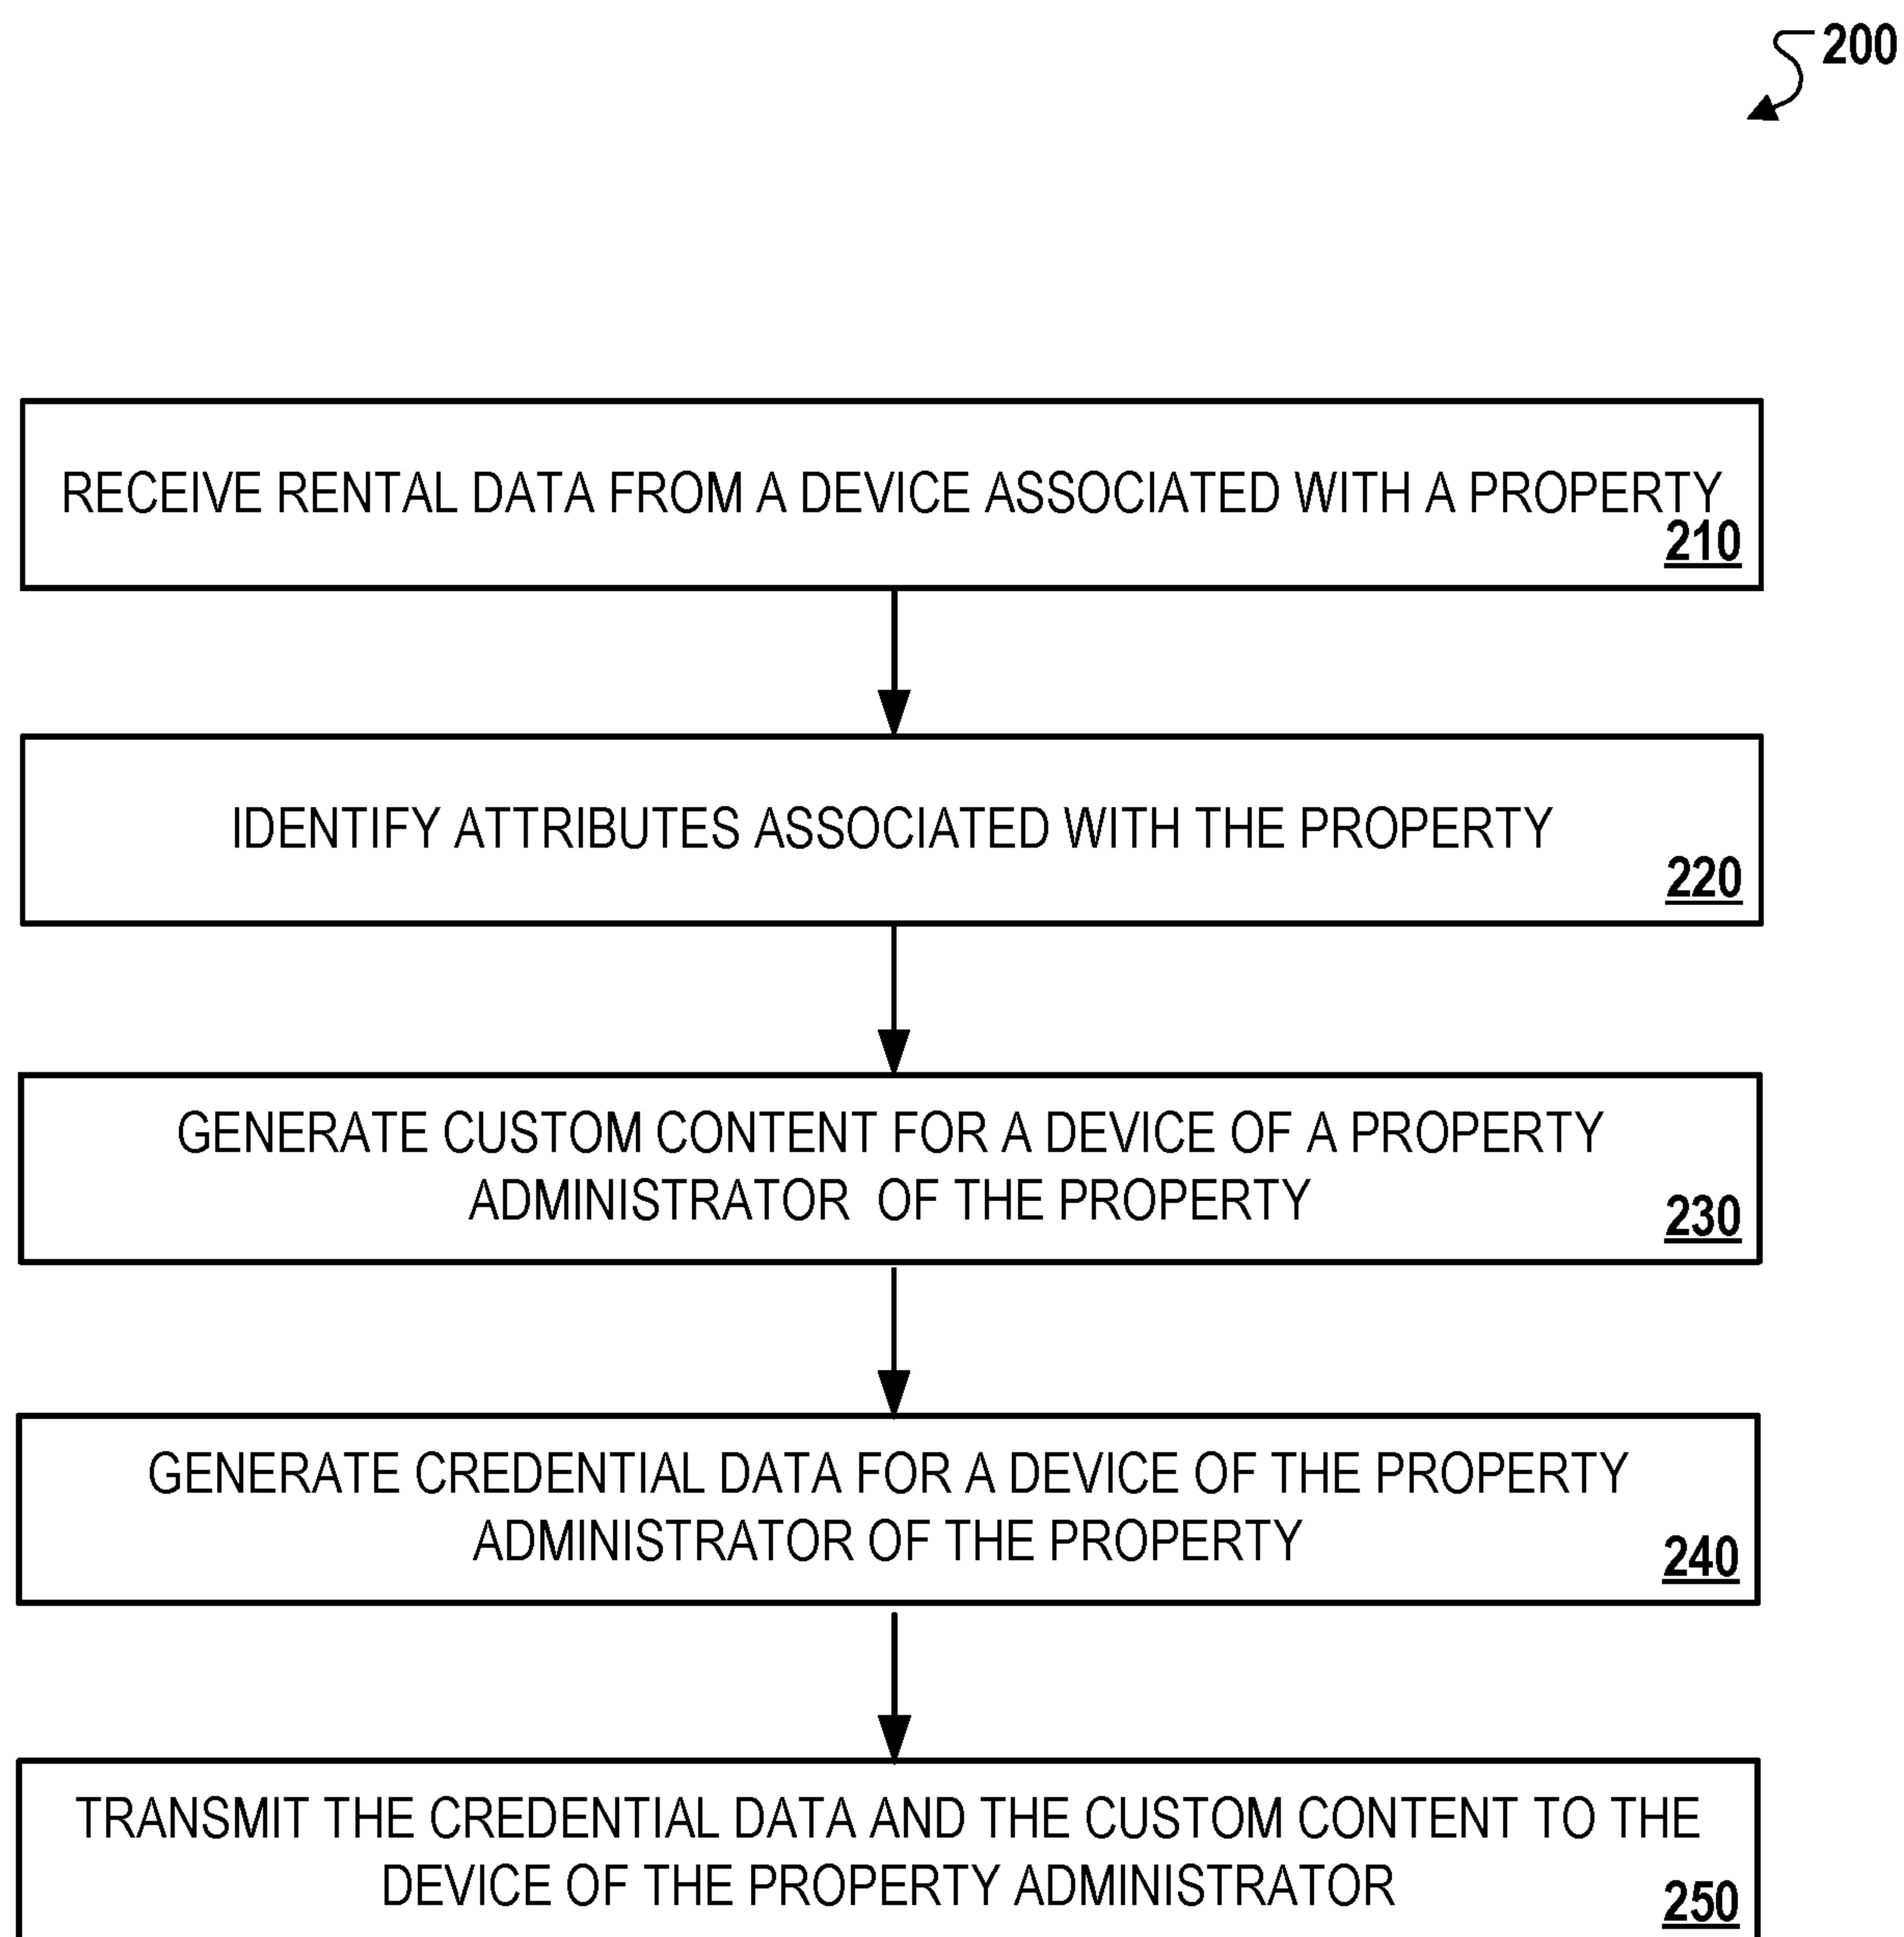 200
RECEIVE RENTAL DATA FROM A DEVICE ASSOCIATED WITH A PROPERTY
210
IDENTIFY ATTRIBUTES ASSOCIATED WITH THE PROPERTY
220
GENERATE CUSTOM CONTENT FOR A DEVICE OF A PROPERTY
ADMINISTRATOR OF THE PROPERTY
230
GENERATE CREDENTIAL DATA FOR A DEVICE OF THE PROPERTY
ADMINISTRATOR OF THE PROPERTY
240
TRANSMIT THE CREDENTIAL DATA AND THE CUSTOM CONTENT TO THE
DEVICE OF THE PROPERTY ADMINISTRATOR
250